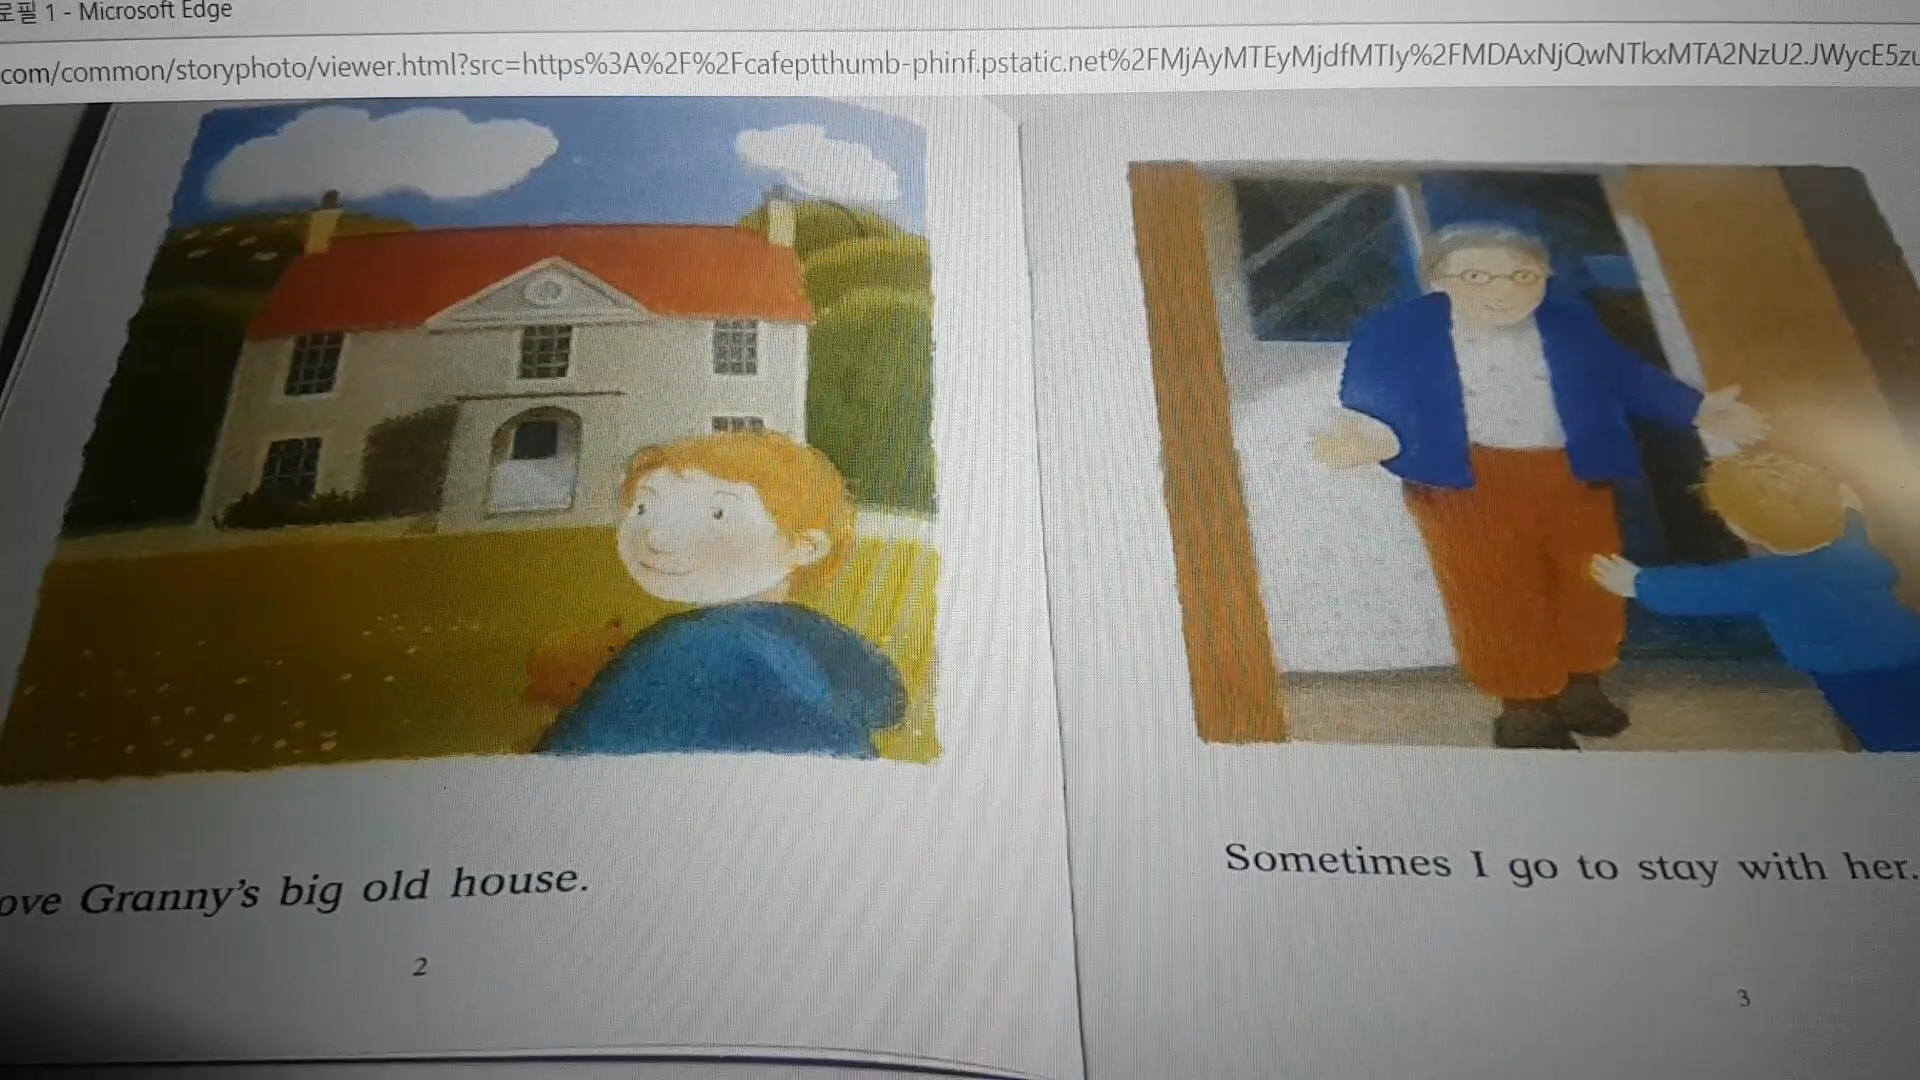 로필 1 - Microsoft Edge
com/common/storyphoto/viewer.html?src=https%3A%2F%2Fcafeptthumb-phinf.pstatic.net%2FMjAyMTEyMjdfMTIy%2FMDAxNjQwNTkxMTA2NzU2.JWycE5zu
ove Granny's big old house.
2
Sometimes I go to stay with her.
3